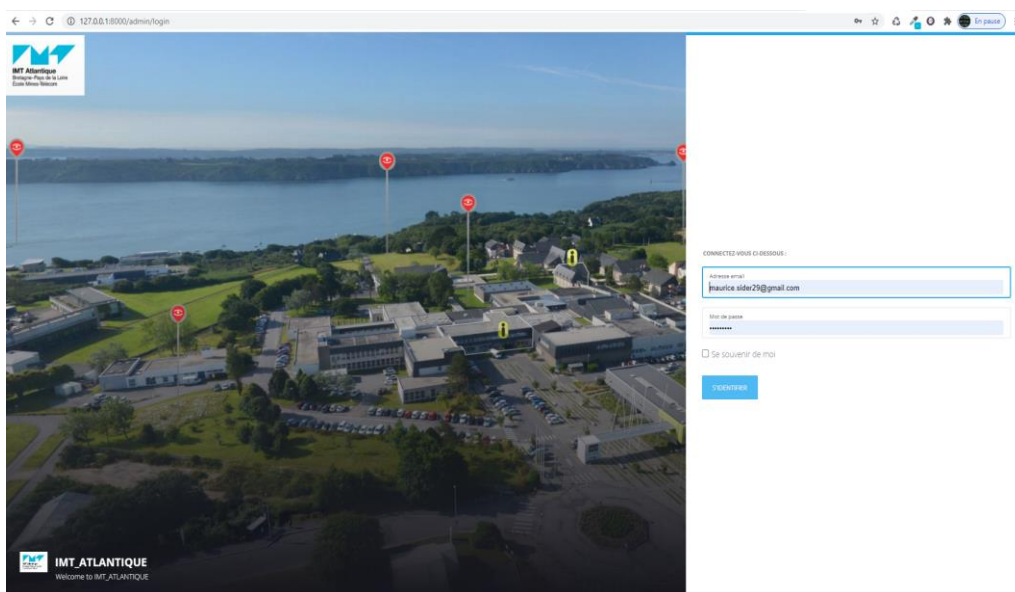 127.0.0.1:8000/admin/login
En pause
IMT Atlantique
Bretagne-Pays de la Loire
École Mines-Télécom
CONNECTEZ-VOUS CI-DESSOUS :
Adresse email
maurice.sider29@gmail.com
Mot de passe
•••••••••
Se souvenir de moi
S'IDENTIFIER
IMT_ATLANTIQUE
Welcome to IMT_ATLANTIQUE